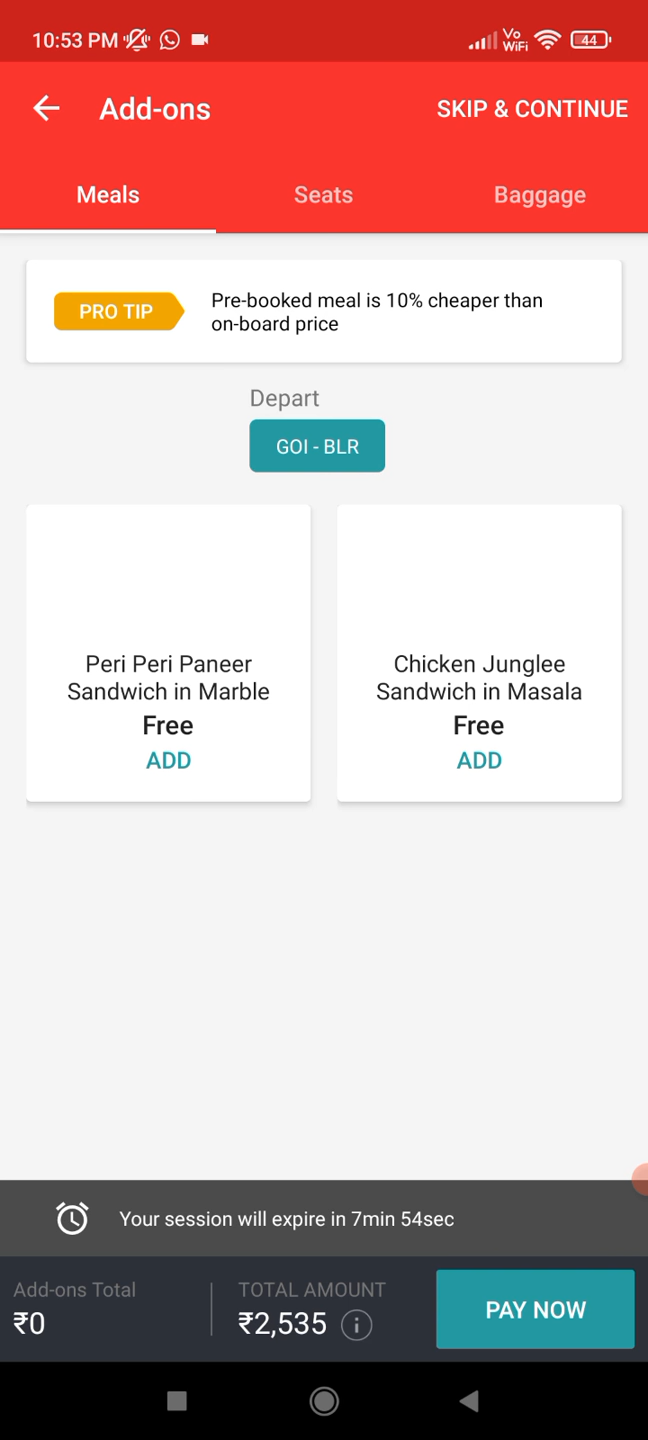 10:53 PM
Vo
WiFi
44
Add-ons
SKIP & CONTINUE
Meals
Seats
Baggage
PRO TIP
Pre-booked meal is 10% cheaper than
on-board price
Depart
GOI - BLR
Peri Peri Paneer
Sandwich in Marble
Free
ADD
Chicken Junglee
Sandwich in Masala
Free
ADD
Your session will expire in 7min 54sec
Add-ons Total
₹0
TOTAL AMOUNT
₹2,535
PAY NOW